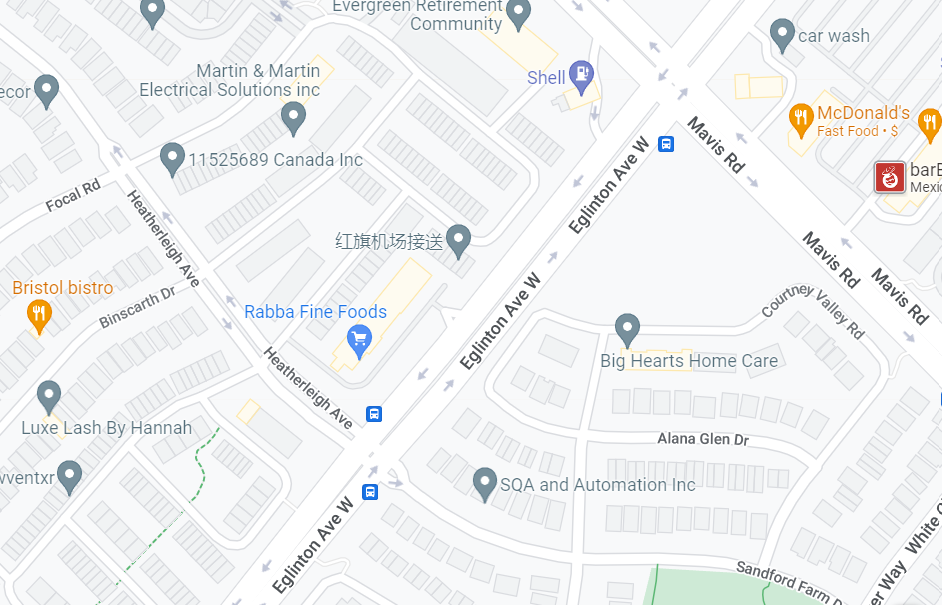 Evergreen Retirement
Community
car wash
Martin & Martin
Electrical Solutions inc
Shell
ecor
McDonald's
Fast Food • $
Mavis Rd
11525689 Canada Inc
Eglinton Ave W
barB
Mexic
Focal Rd
Heatherleigh Ave
红旗机场接送
Mavis Rd
Mavis Rd
Bristol bistro
Binscarth Dr
Rabba Fine Foods
Eglinton Ave W
Courtney Valley Rd
Big Hearts Home Care
Heatherleigh Ave
Luxe Lash By Hannah
Alana Glen Dr
wventxr
SQA and Automation Inc
Eglinton Ave W
White C
er Way
Sandford Farm D